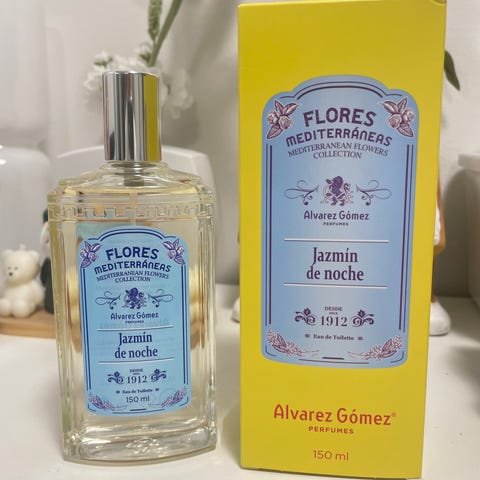 FLORES
MEDITERRÁNEAS
MEDITERRANEAN FLOWERS
COLLECTION
Alvarez Gómez
PERFUMES
Jazmín
de noche
DESDE
1912
Eau de Toilette
150 ml
FLORES
MEDITERRÁNEAS
MEDITERRANEAN FLOWERS
COLLECTION
Alvarez Gómez
PERFUMES
Jazmín
de noche
DESDE
1912
Eau de Toilette
Alvarez Gómez®
PERFUMES
150 ml